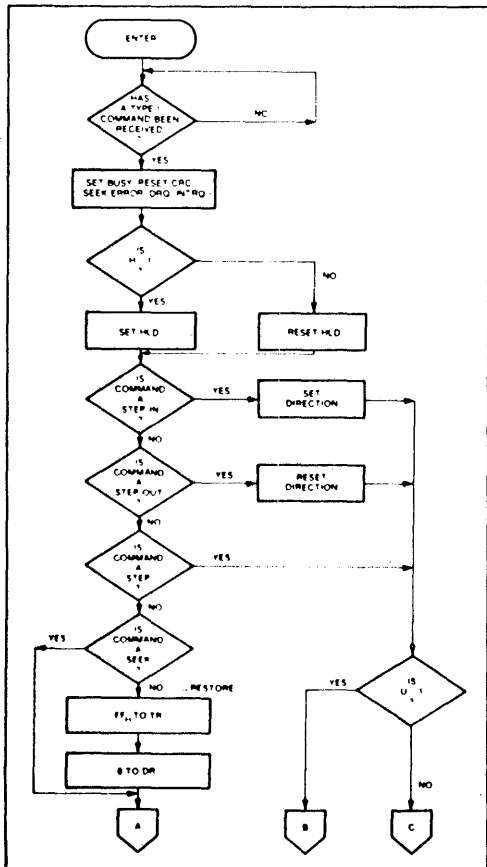 ENTER
HAS
A TYPE I
COMMAND BEEN
RECEIVED
NO
YES
SET BUSY RESET CRC
SEEK ERROR DRQ INTRQ
IS
NO
YES
SET HLD
RESET HLD
IS
COMMAND
A
STEP IN
?
YES
SET
DIRECTION
NO
IS
COMMAND
A
STEP OUT
YES
RESET
DIRECTION
NO
IS
COMMAND
A
STEP
YES
NO
IS
COMMAND
A
SEEK
YES
NO
RESTORE
FFH TO TR
TO DR
A
IS
YES
NO
B
C